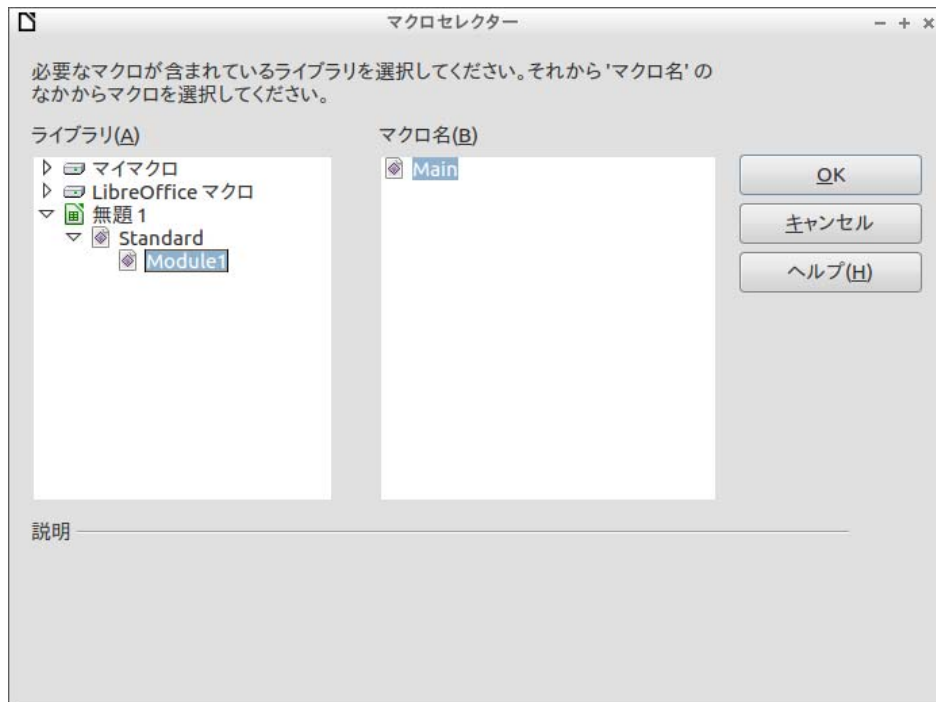 マクロセレクター
必要なマクロが含まれているライブラリを選択してください。それから 'マクロ名' の
なかからマクロを選択してください。
ライブラリ(A)
マクロ名(B)
マイマクロ
LibreOffice マクロ
無題 1
Standard
Module1
Main
OK
キャンセル
ヘルプ(H)
説明